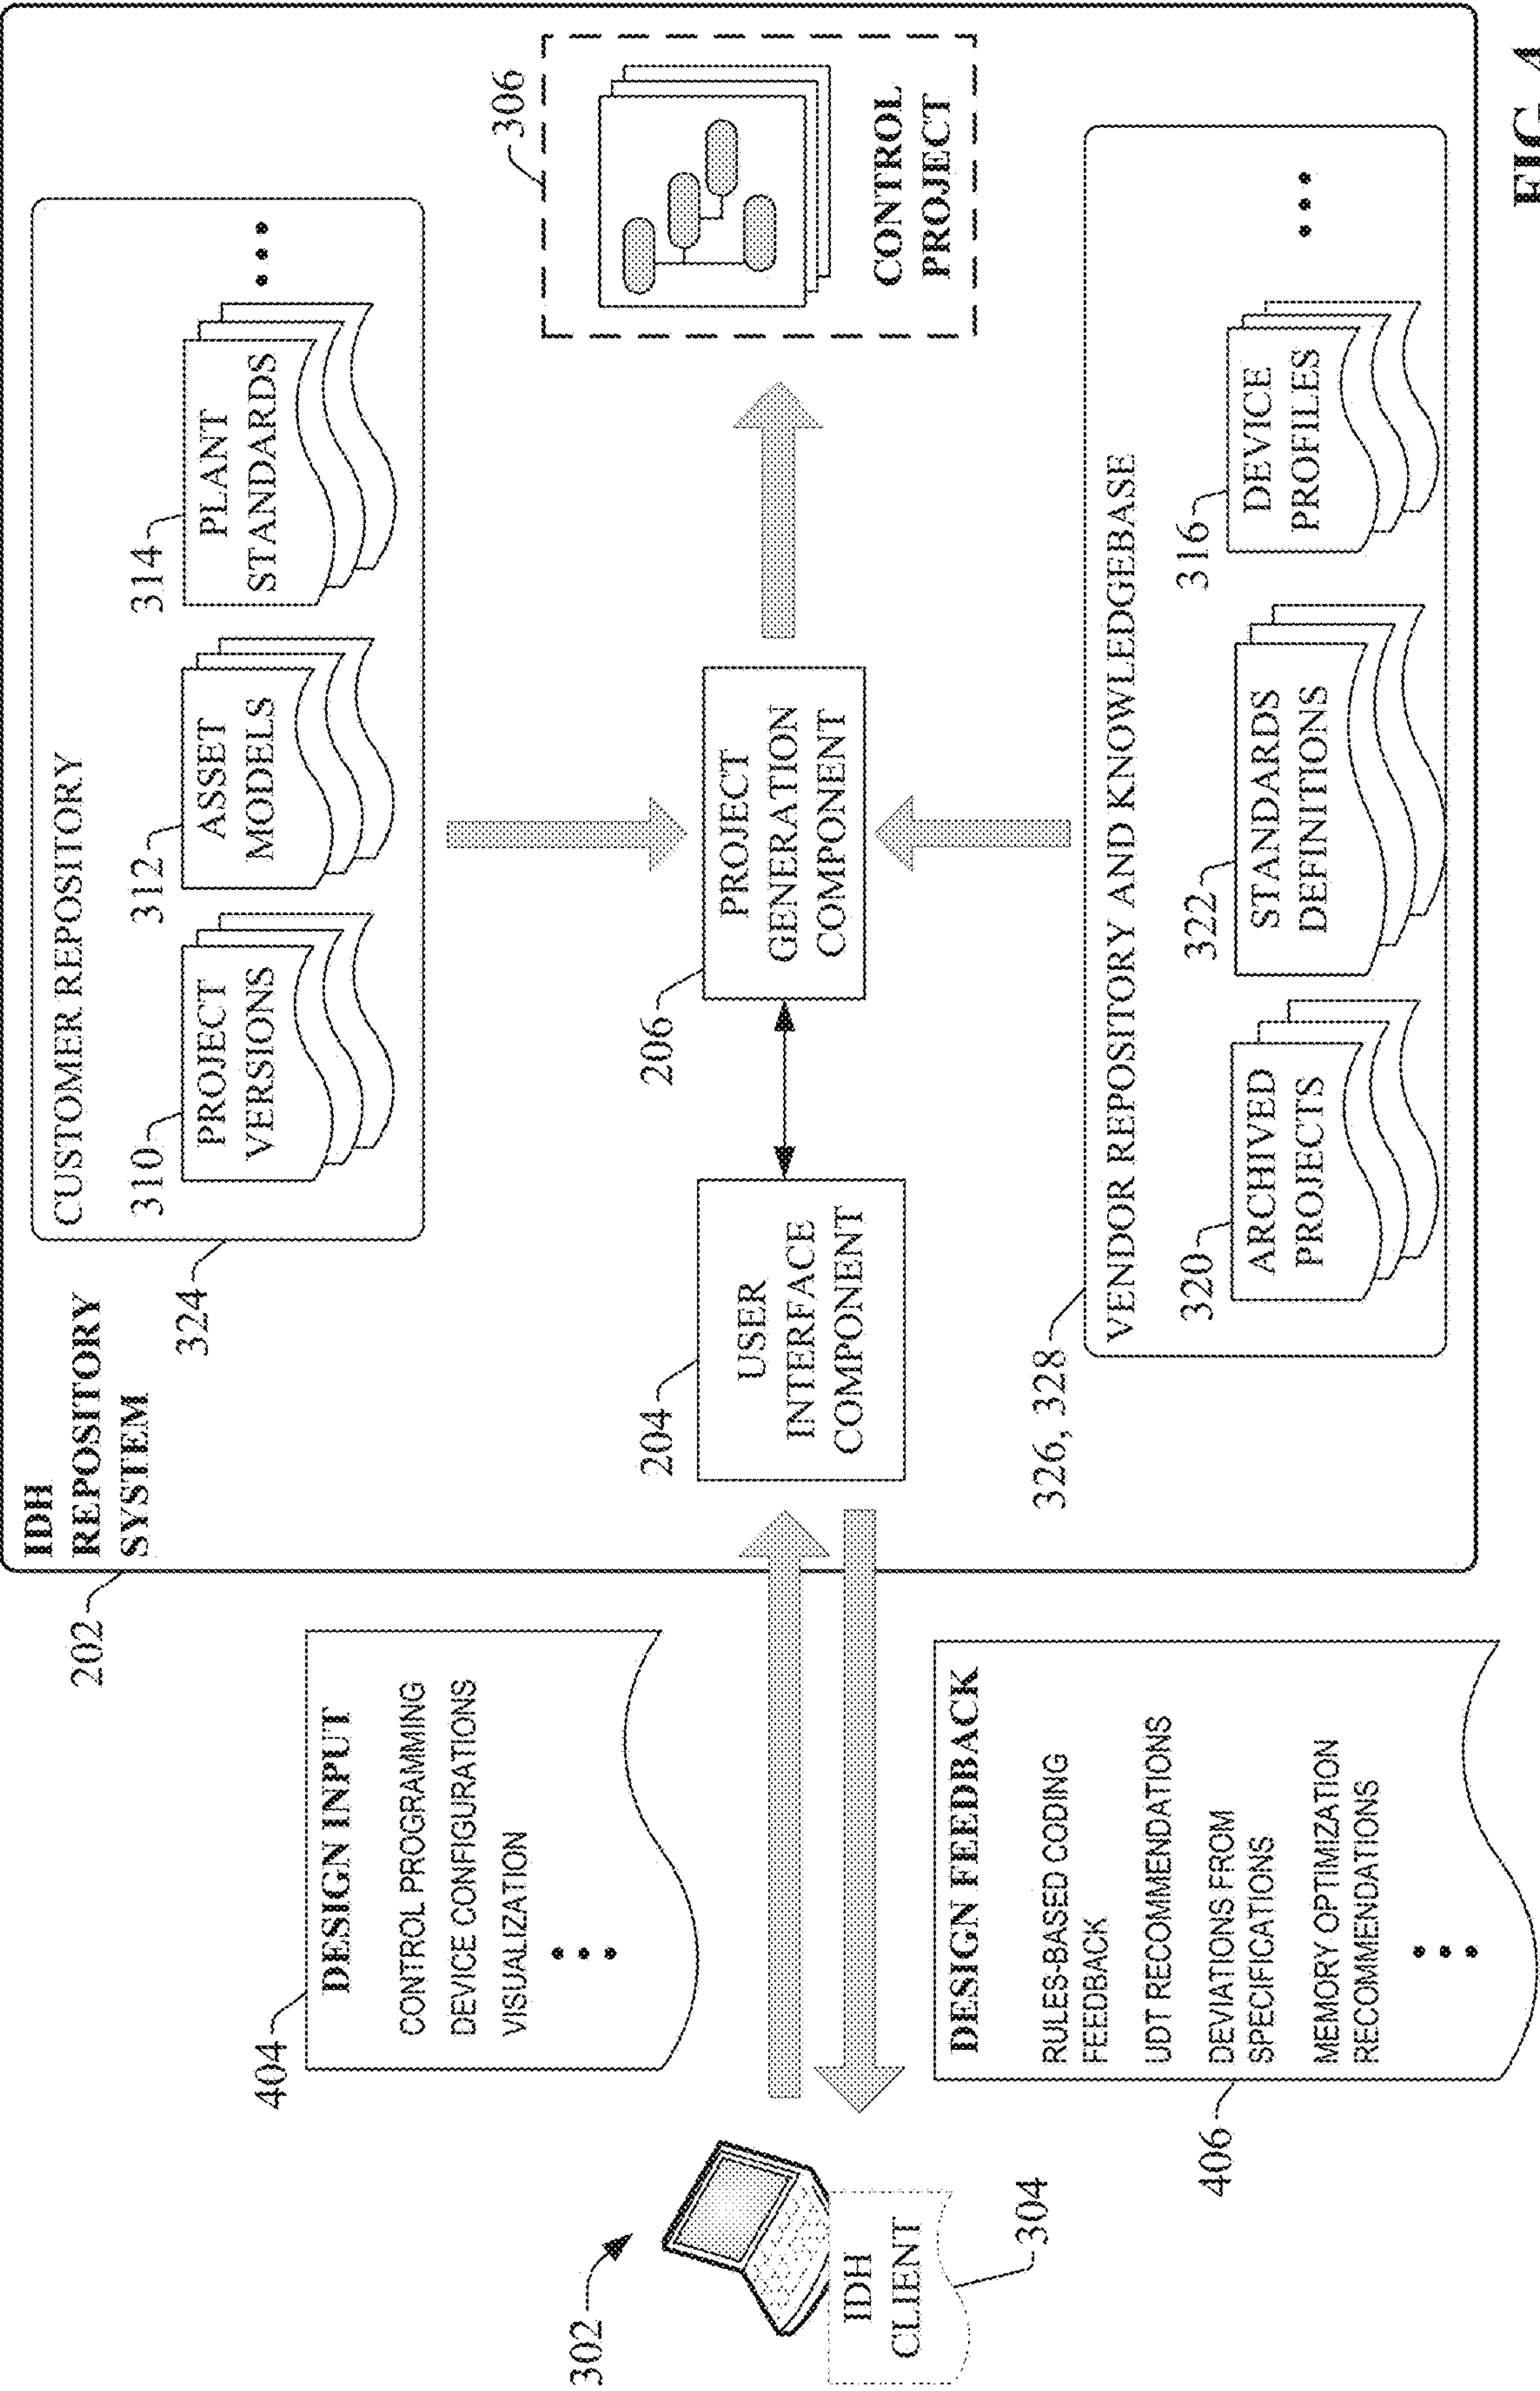 202
IDH
REPOSITORY
SYSTEM
324
CUSTOMER REPOSITORY
310
PROJECT
VERSIONS
312
ASSET
MODELS
314
PLANT
STANDARDS
404
DESIGN INPUT
CONTROL PROGRAMMING
DEVICE CONFIGURATIONS
VISUALIZATION
302
IDH
CLIENT
304
204
USER
INTERFACE
COMPONENT
206
PROJECT
GENERATION
COMPONENT
306
CONTROL
PROJECT
406
DESIGN FEEDBACK
RULES-BASED CODING
FEEDBACK
UDT RECOMMENDATIONS
DEVIATIONS FROM
SPECIFICATIONS
MEMORY OPTIMIZATION
RECOMMENDATIONS
326, 328
VENDOR REPOSITORY AND KNOWLEDGEBASE
320
ARCHIVED
PROJECTS
322
STANDARDS
DEFINITIONS
316
DEVICE
PROFILES
FIG. 4